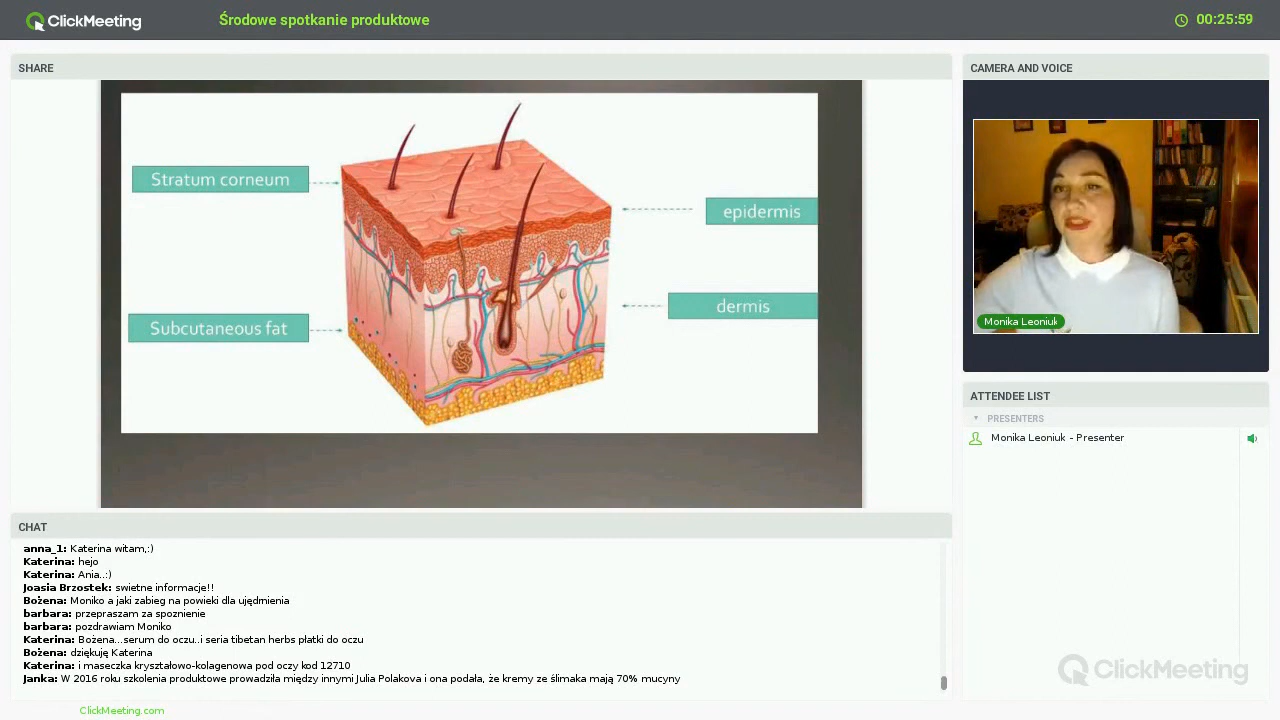 ClickMeeting
Środowe spotkanie produktowe
00:25:59
SHARE
Stratum corneum
epidermis
dermis
Subcutaneous fat
CAMERA AND VOICE
Monika Leoniuk
ATTENDEE LIST
PRESENTERS
Monika Leoniuk - Presenter
CHAT
anna_1: Katerina witam,:)
Katerina: hejo
Katerina: Ania..:)
Joasia Brzostek: swietne informacje!!
Bożena: Moniko a jaki zabieg na powieki dla ujędrnienia
barbara: przepraszam za spoznienie
barbara: pozdrawiam Moniko
Katerina: Bożena...serum do oczu..i seria tibetan herbs płatki do oczu
Bożena: dziękuję Katerina
Katerina: i maseczka kryształowo-kolagenowa pod oczy kod 12710
Janka: W 2016 roku szkolenia produktowe prowadziła między innymi Julia Polakova i ona podała, że kremy ze ślimaka mają 70% mucyny
ClickMeeting
ClickMeeting.com